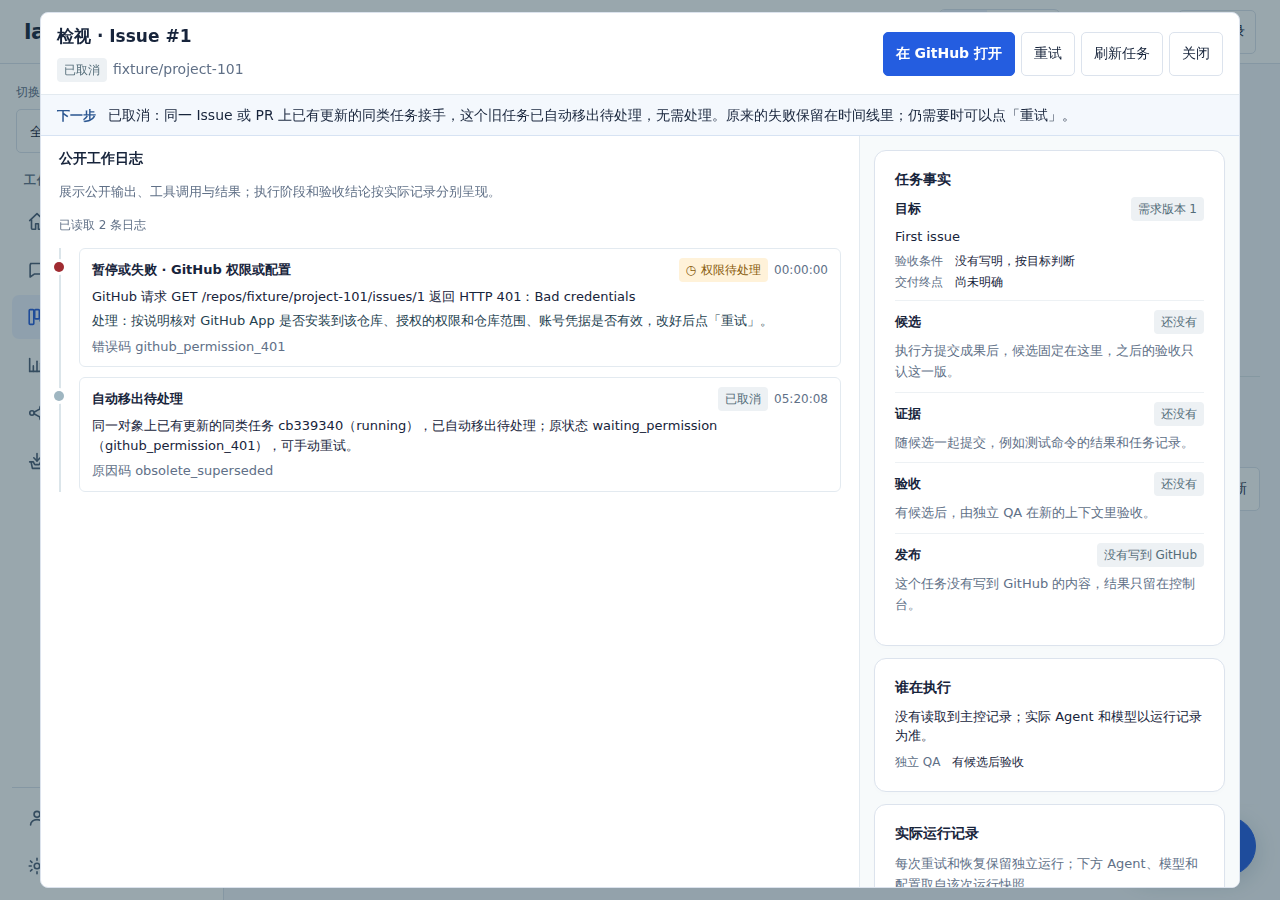 la
检视 · Issue #1
已取消 fixture/project-101
在 GitHub 打开
重试
刷新任务
关闭
切换
全
工作
下一步 已取消：同一 Issue 或 PR 上已有更新的同类任务接手，这个旧任务已自动移出待处理，无需处理。原来的失败保留在时间线里；仍需要时可以点「重试」。
公开工作日志
展示公开输出、工具调用与结果；执行阶段和验收结论按实际记录分别呈现。
已读取 2 条日志
暂停或失败 · GitHub 权限或配置
权限待处理 00:00:00
GitHub 请求 GET /repos/fixture/project-101/issues/1 返回 HTTP 401：Bad credentials
处理：按说明核对 GitHub App 是否安装到该仓库、授权的权限和仓库范围、账号凭据是否有效，改好后点「重试」。
错误码 github_permission_401
自动移出待处理
已取消 05:20:08
同一对象上已有更新的同类任务 cb339340（running），已自动移出待处理；原状态 waiting_permission
（github_permission_401），可手动重试。
原因码 obsolete_superseded
任务事实
目标 需求版本 1
First issue
验收条件 没有写明，按目标判断
交付终点 尚未明确
候选 还没有
执行方提交成果后，候选固定在这里，之后的验收只
认这一版。
证据 还没有
随候选一起提交，例如测试命令的结果和任务记录。
验收 还没有
有候选后，由独立 QA 在新的上下文里验收。
发布 没有写到 GitHub
这个任务没有写到 GitHub 的内容，结果只留在控制
台。
谁在执行
没有读取到主控记录；实际 Agent 和模型以运行记录
为准。
独立 QA 有候选后验收
实际运行记录
每次重试和恢复保留独立运行；下方 Agent、模型和
配置取自该次运行快照